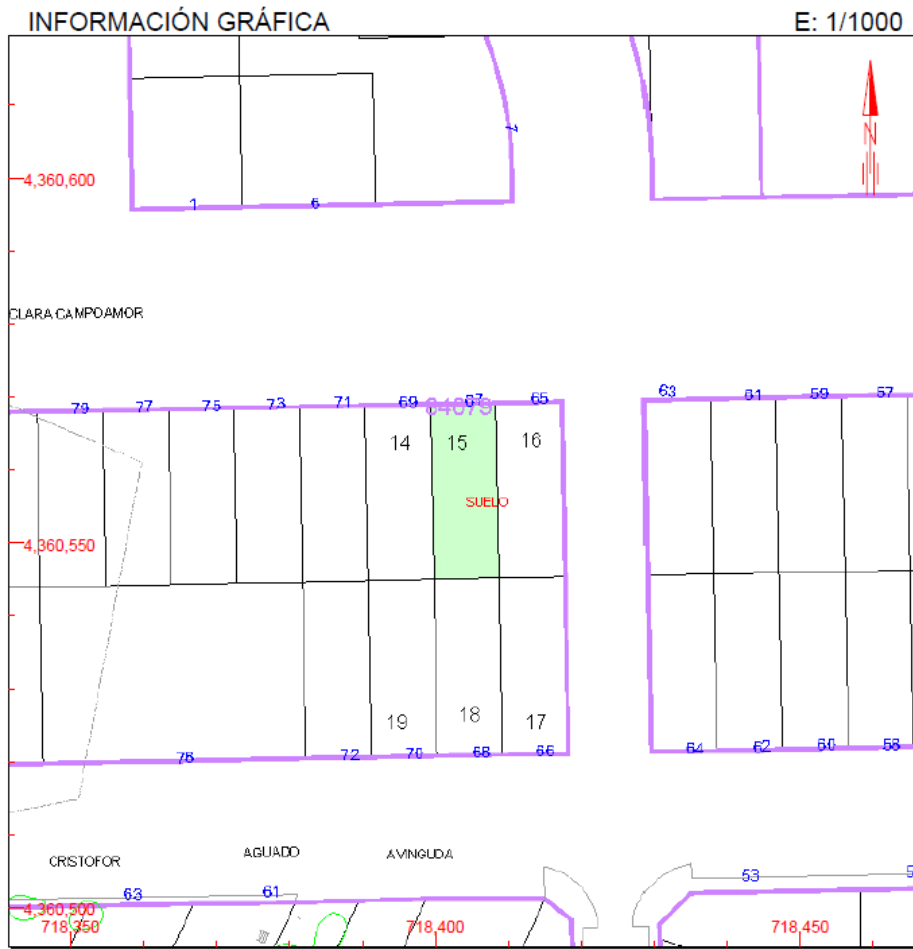 INFORMACIÓN GRÁFICA E: 1/1000
7
N
4,360,600
1 6
CLARA CAMPOAMOR
79 77 75 73 71 69 67 65 63 61 59 57
84079
14 15 16
SUELO
4,360,550
19 18 17
76 72 70 68 66 64 62 60 58
CRISTOFOR AGUADO AVINGUDA
63 61 53
4,360,500
718,350 718,400 718,450